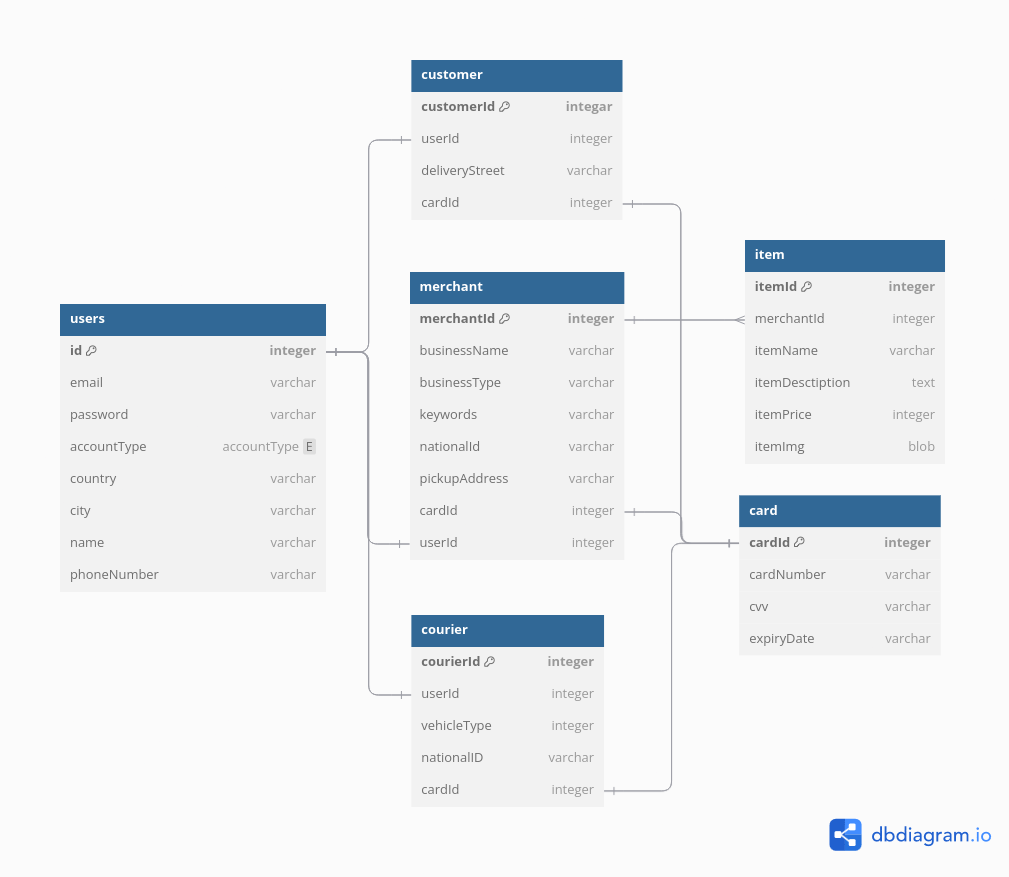 customer
customerId integar
userId integer
deliveryStreet varchar
cardId integer
users
id integer
email varchar
password varchar
accountType accountType E
country varchar
city varchar
name varchar
phoneNumber varchar
merchant
merchantId integer
businessName varchar
businessType varchar
keywords varchar
nationalId varchar
pickupAddress varchar
cardId integer
userId integer
courier
courierId integer
userId integer
vehicleType integer
nationalID varchar
cardId integer
item
itemId integer
merchantId integer
itemName varchar
itemDesctiption text
itemPrice integer
itemImg blob
card
cardId integer
cardNumber varchar
cvv varchar
expiryDate varchar
dbdiagram.io